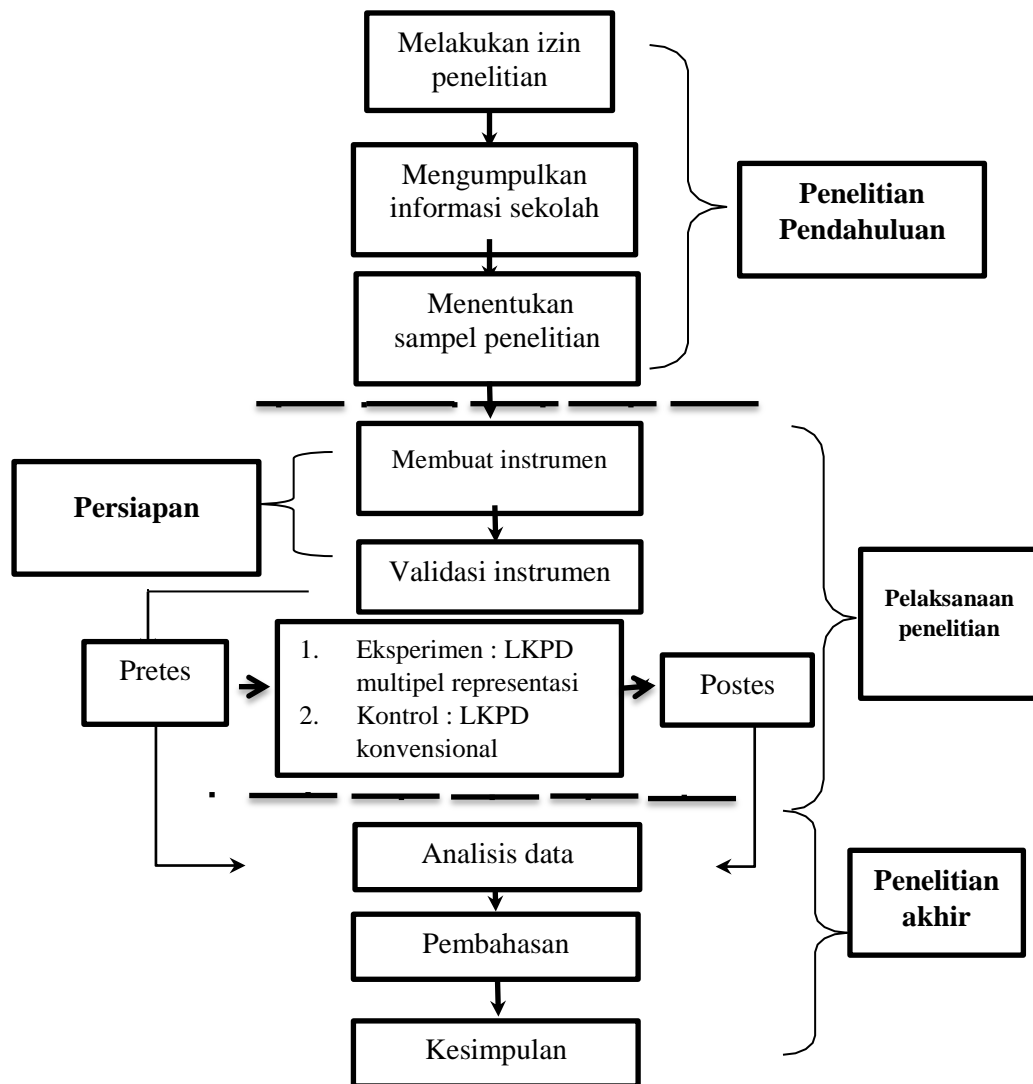 Melakukan izin
penelitian
Mengumpulkan
informasi sekolah
Penelitian
Pendahuluan
Menentukan
sampel penelitian
Membuat instrumen
Persiapan
Validasi instrumen
Pelaksanaan
penelitian
Pretes
1. Eksperimen : LKPD
multipel representasi
2. Kontrol : LKPD
konvensional
Postes
Analisis data
Penelitian
akhir
Pembahasan
Kesimpulan